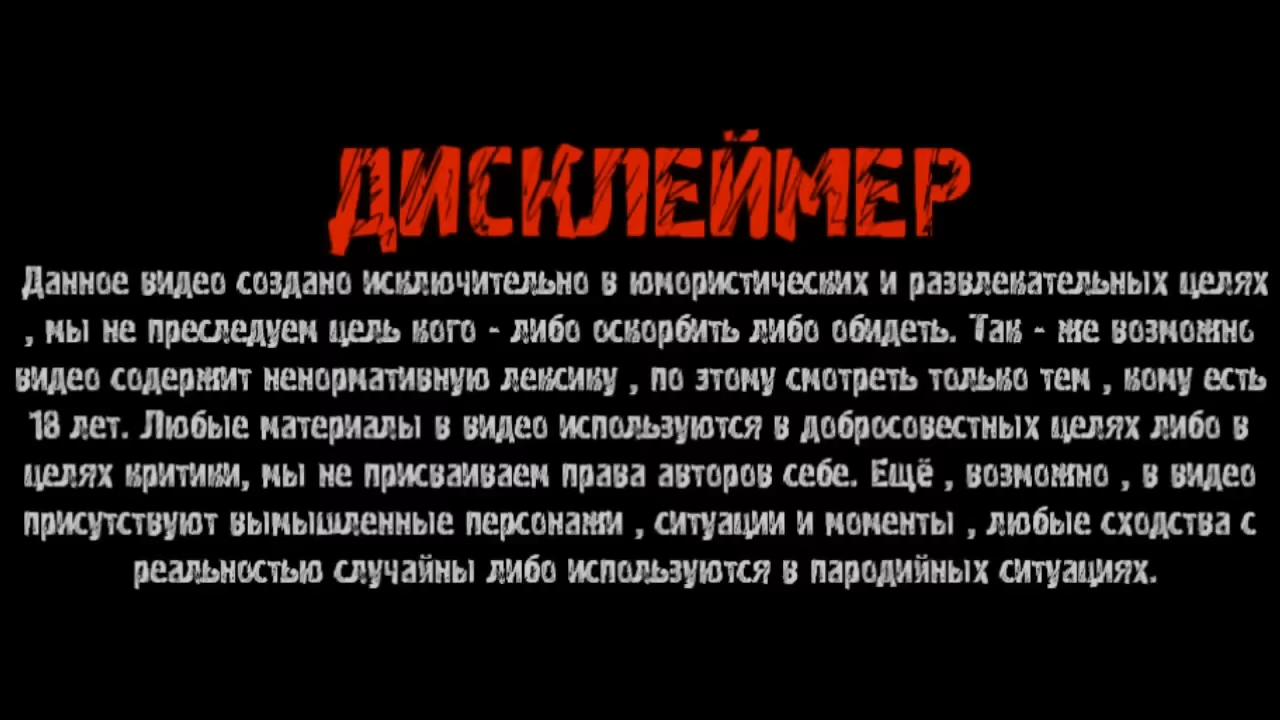 ДИСКЛЕЙМЕР
Данное видео создано исключительно в юмористических и развлекательных целях
, мы не преследуем цель кого - либо оскорбить либо обидеть. Так - же возможно
видео содержит ненормативную лексику , по этому смотреть только тем , кому есть
18 лет. Любые материалы в видео используются в добросовестных целях либо в
целях критики, мы не присваиваем права авторов себе. Ещё , возможно , в видео
присутствуют вымышленные персонажи , ситуации и моменты , любые сходства с
реальностью случайны либо используются в пародийных ситуациях.